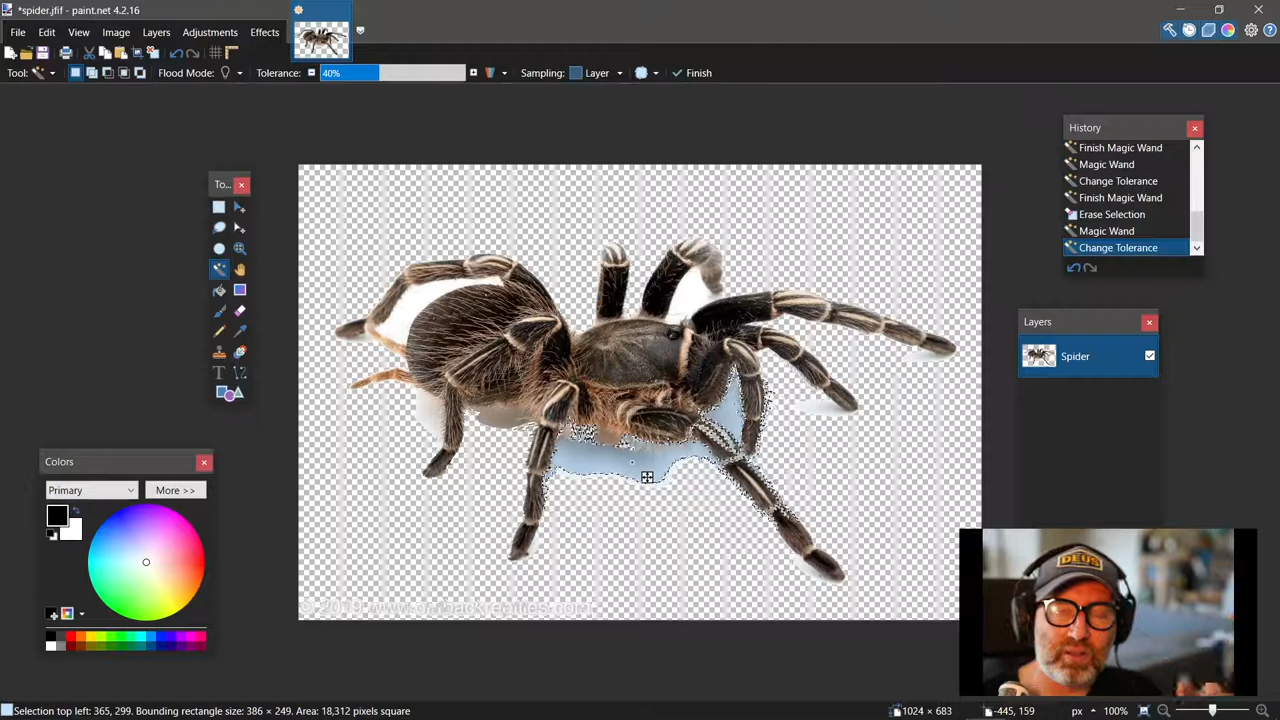 *spider.jfif - paint.net 4.2.16
File Edit View Image Layers Adjustments Effects
Tool: Flood Mode: Tolerance: 40% Sampling: Layer Finish
History
Finish Magic Wand
Magic Wand
Change Tolerance
Finish Magic Wand
Erase Selection
Magic Wand
Change Tolerance
To...
Layers
Spider
Colors
Primary More >>
DEUS
© 2019
Selection top left: 365, 299. Bounding rectangle size: 386 × 249. Area: 18,312 pixels square 1024 × 683 -445, 159 px 100%